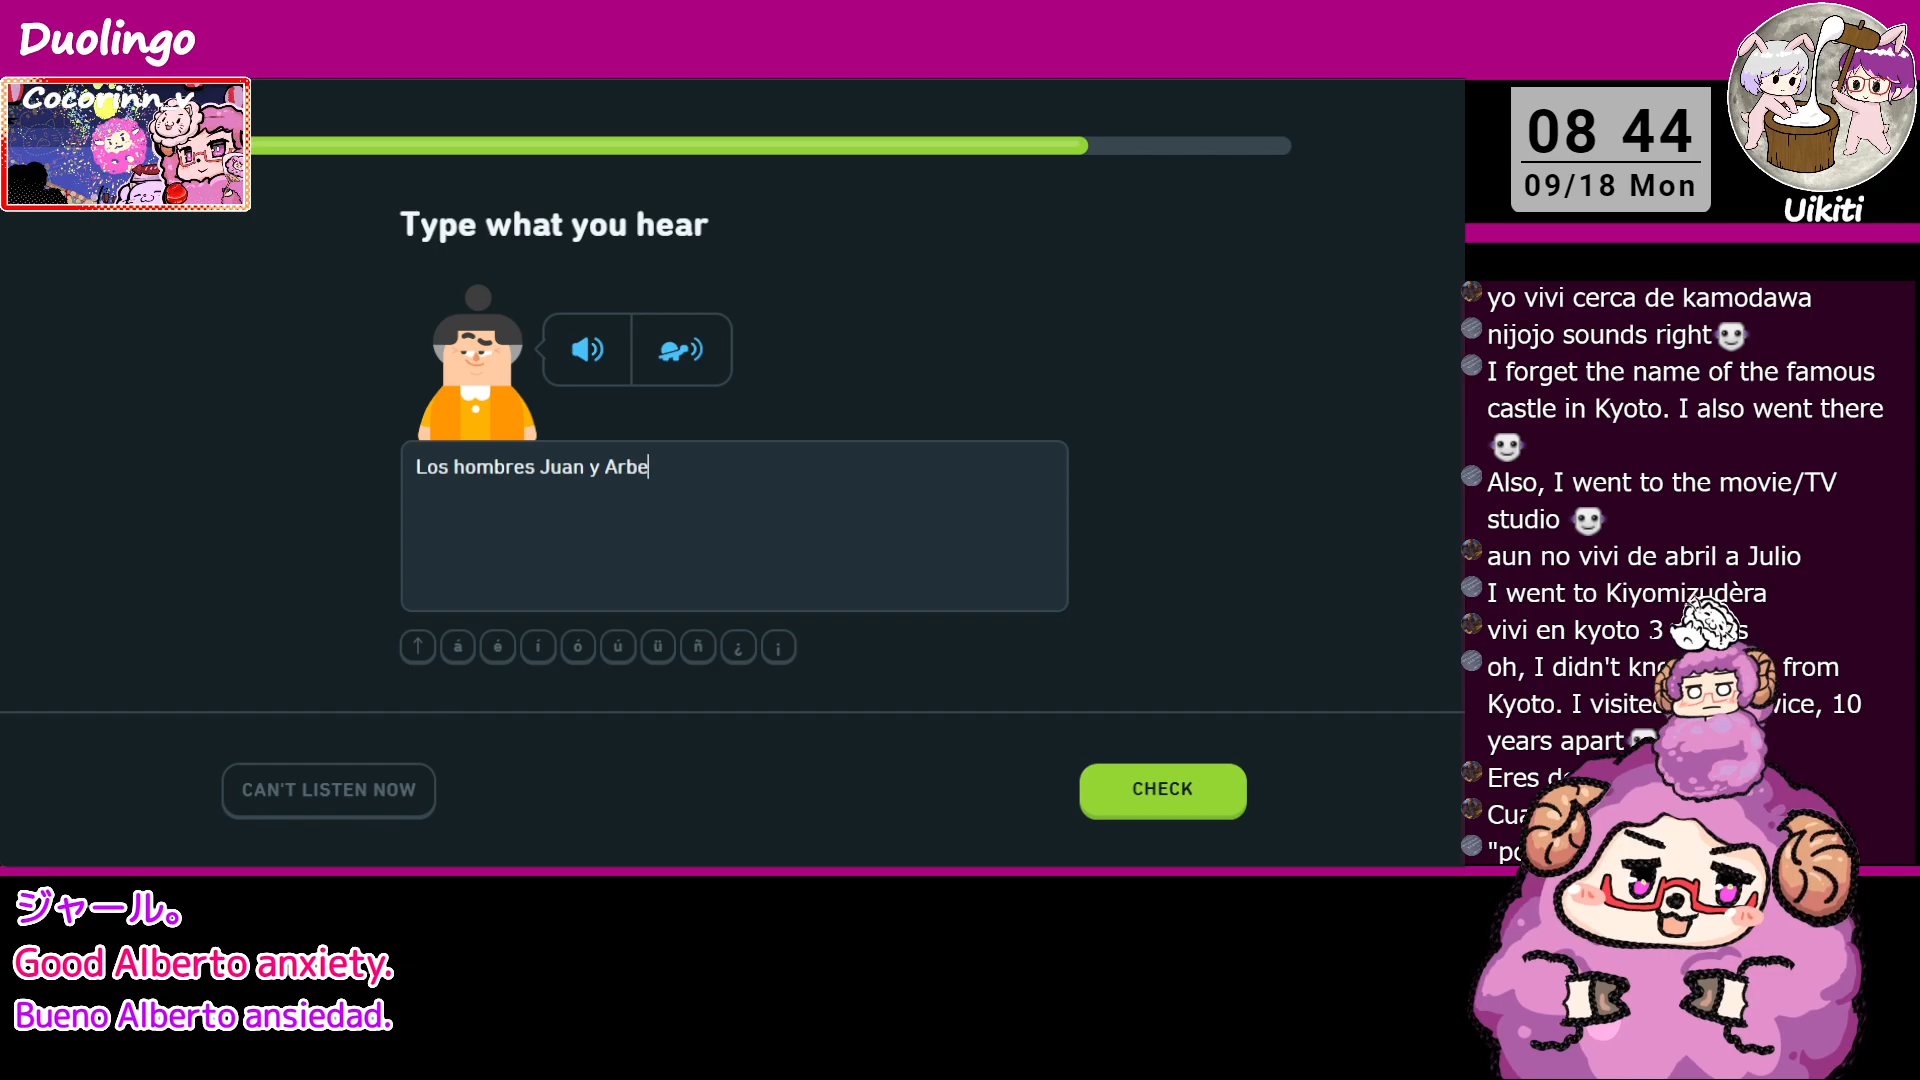 Duolingo
Cocorinn_v
08 44
09/18 Mon
Uikiti
Type what you hear
Los hombres Juan y Arbe
↑ á é í ó ú ü ñ ¿ ¡
CAN'T LISTEN NOW
CHECK
yo vivi cerca de kamodawa
nijojo sounds right
I forget the name of the famous
castle in Kyoto. I also went there
Also, I went to the movie/TV
studio
aun no vivi de abril a Julio
I went to Kiyomizudèra
vivi en kyoto 3
oh, I didn't from
Kyoto. I 10
years apart
Eres
ジャール。
Good Alberto anxiety.
Bueno Alberto ansiedad.